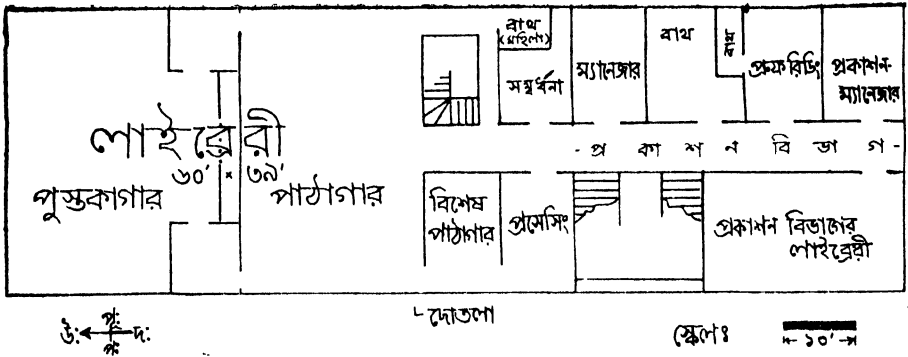 বাথ
(মহিলা)
সম্বর্ধনা
ম্যানেজার
বাথ
বাথ
প্রুফরিডিং
প্রকাশন-
ম্যানেজার
লাইব্রেরী
৬০' × ৩৯'
পুস্তকাগার
পাঠাগার
- প্র কা শ ন বি ভা গ -
বিশেষ
পাঠাগার
প্রসেসিং
প্রকাশন বিভাগের
লাইব্রেরী
দোতলা
পূ:
উ: দ:
প:
স্কেলঃ
১০'